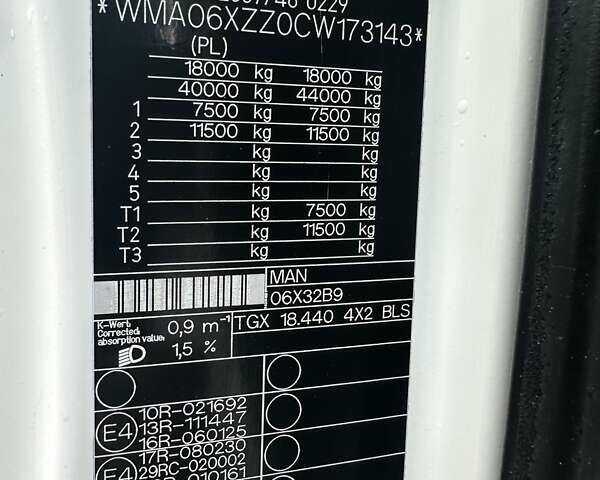 *WMA06XZZ0CW173143*
(PL)
18000 kg 18000 kg
40000 kg 44000 kg
1 7500 kg 7500 kg
2 11500 kg 11500 kg
3 kg kg
4 kg kg
5 kg kg
T1 kg 7500 kg
T2 kg 11500 kg
T3 kg kg
MAN
06X32B9
K-Wert
Corrected
absorption value: 0,9 m⁻¹
1,5 %
TGX 18.440 4X2 BLS
E4
10R-021692
13R-111447
16R-060125
17R-080230
E4
29RC-020002